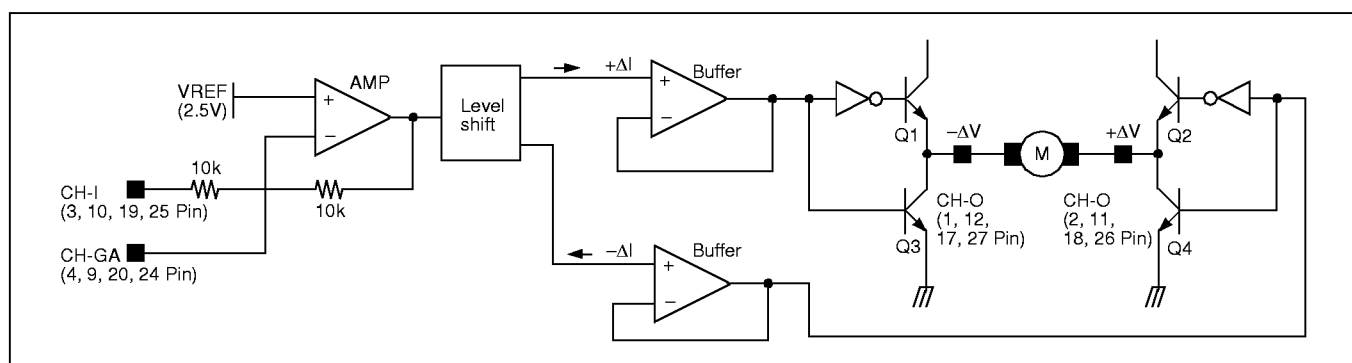 VREF
(2.5V)
AMP
+
−
10k
10k
CH-I
(3, 10, 19, 25 Pin)
CH-GA
(4, 9, 20, 24 Pin)
Level
shift
+ΔI
Buffer
+
−
−ΔI
Buffer
+
−
Q1
Q3
−ΔV
M
+ΔV
CH-O
(1, 12,
17, 27 Pin)
CH-O
(2, 11,
18, 26 Pin)
Q2
Q4